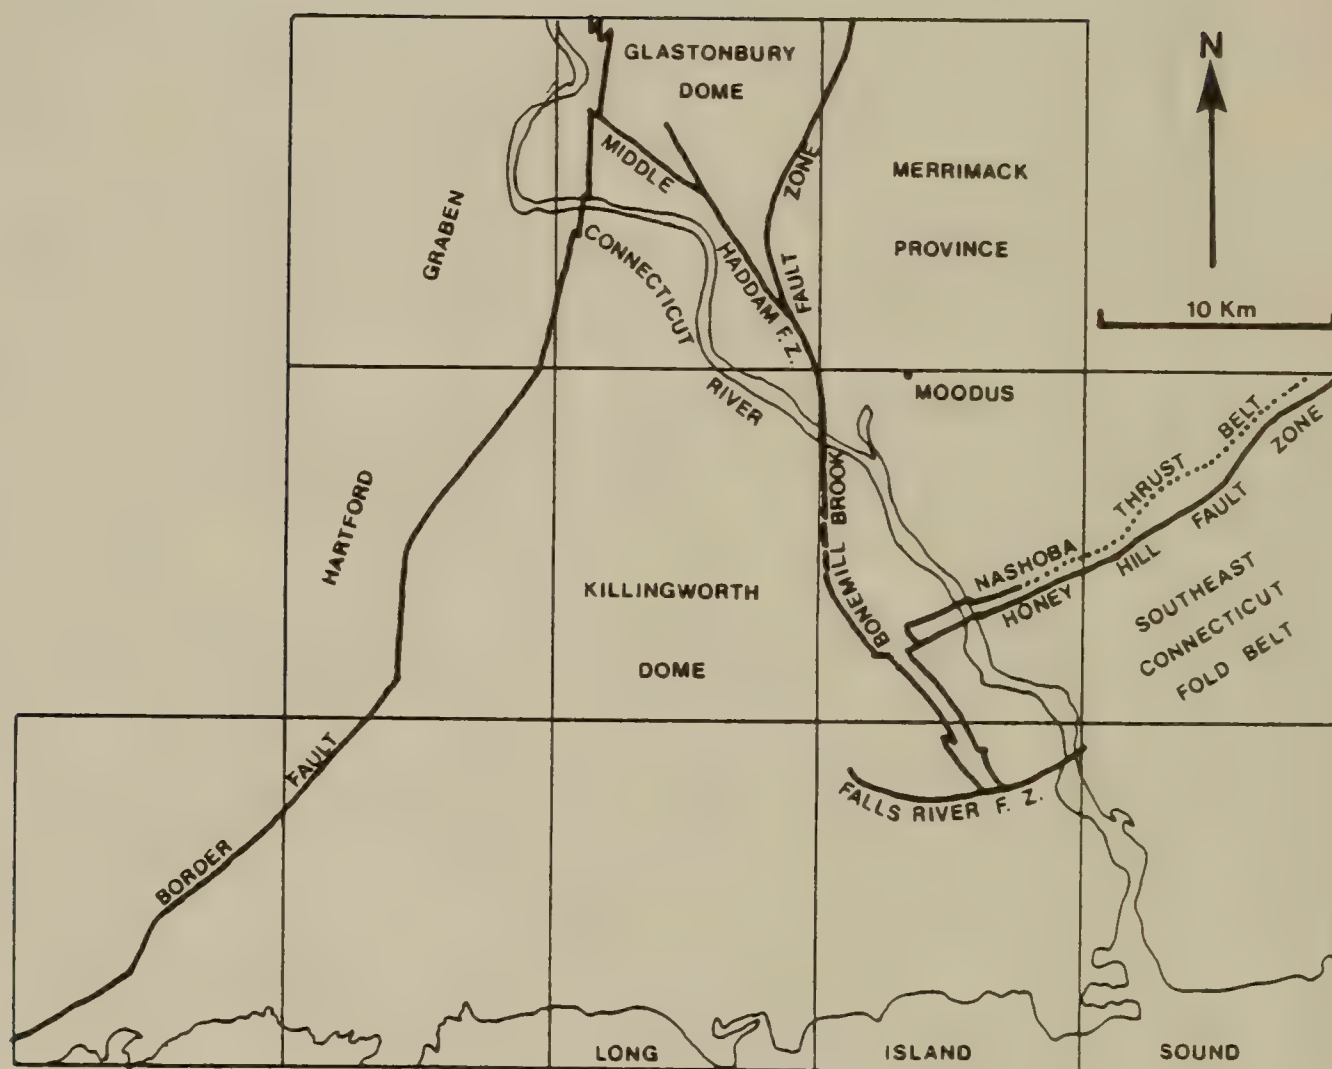 GLASTONBURY
DOME
N
MIDDLE
HADDAM F. Z.
MERRIMACK
PROVINCE
GRABEN
HARTFORD
CONNECTICUT
RIVER
10 Km
MOODUS
BONEMILL BROOK
FAULT
ZONE
NASHOBA
THRUST
BELT
HONEY
HILL
FAULT
ZONE
KILLINGWORTH
DOME
SOUTHEAST
CONNECTICUT
FOLD BELT
BORDER
FAULT
FALLS RIVER F. Z.
LONG
ISLAND
SOUND